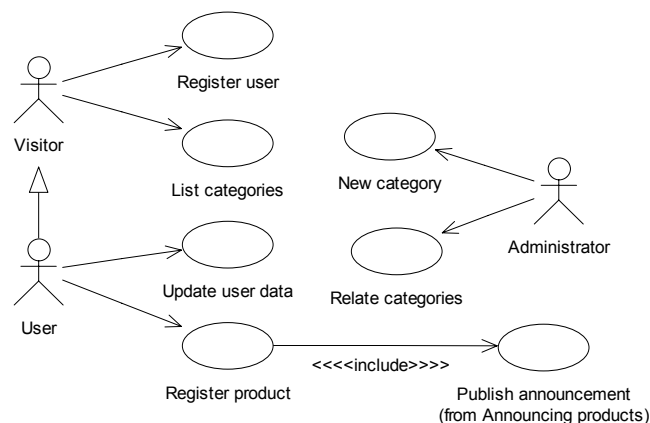 Register user
Visitor
List categories
New category
Administrator
Update user data
Relate categories
User
Register product
<<<<include>>>>
Publish announcement
(from Announcing products)